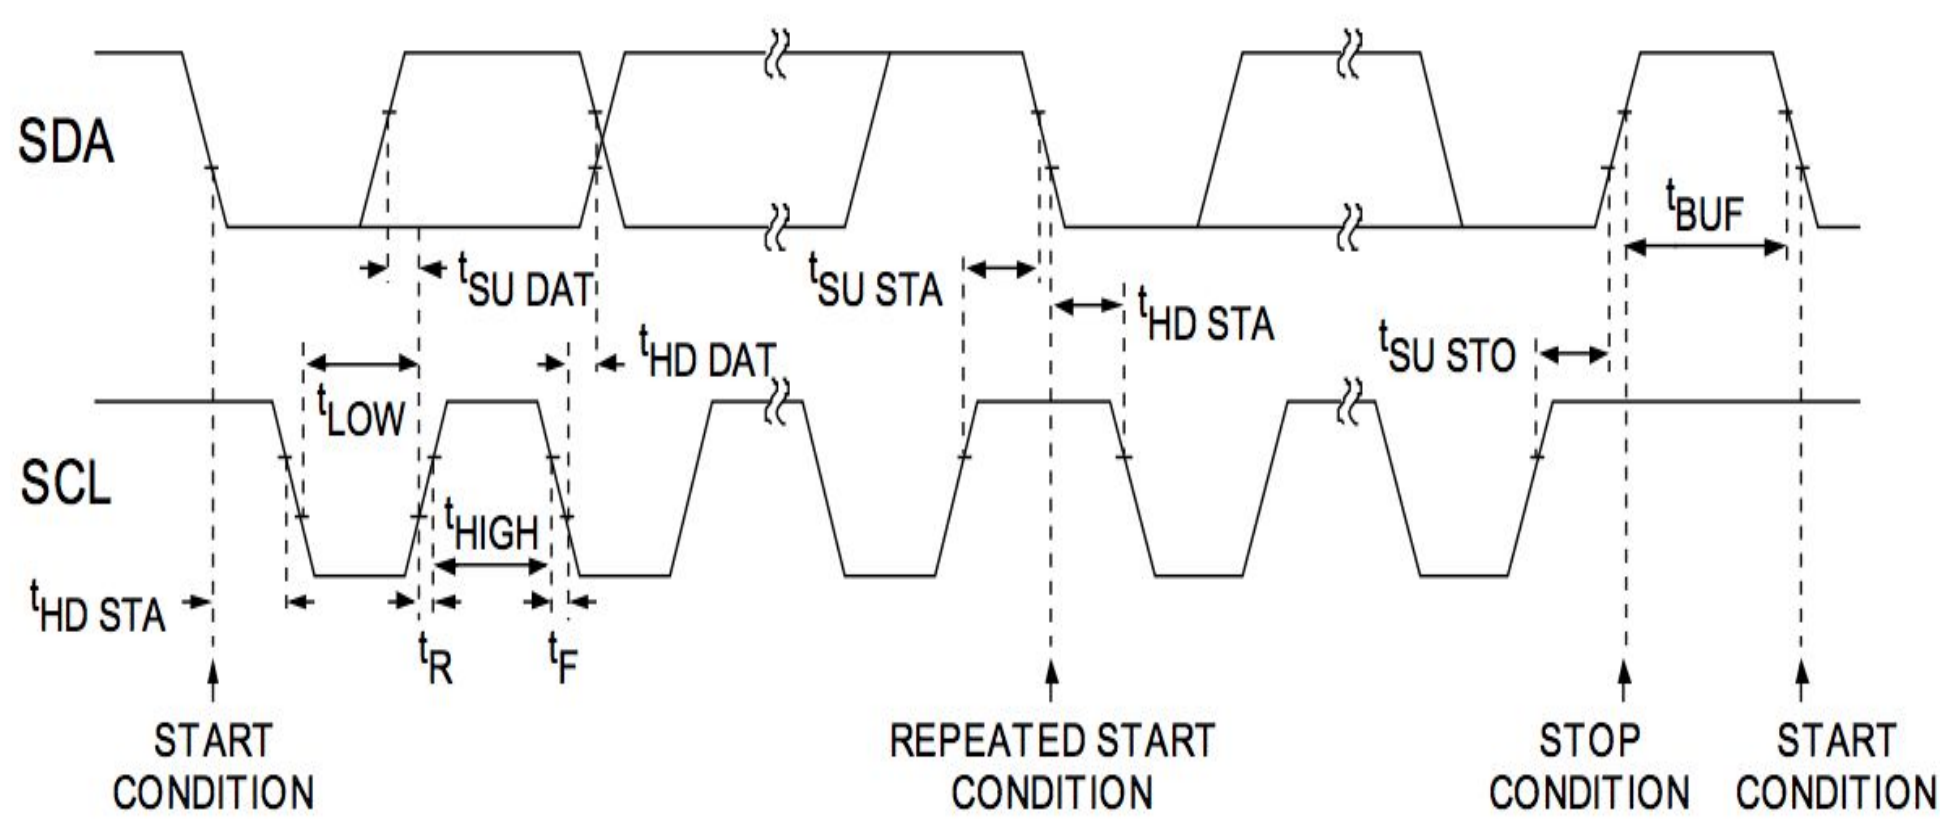 SDA
tBUF
tSU DAT
tSU STA
tHD STA
tHD DAT
tSU STO
tLOW
SCL
tHIGH
tHD STA
tR
tF
START
CONDITION
REPEATED START
CONDITION
STOP
CONDITION
START
CONDITION